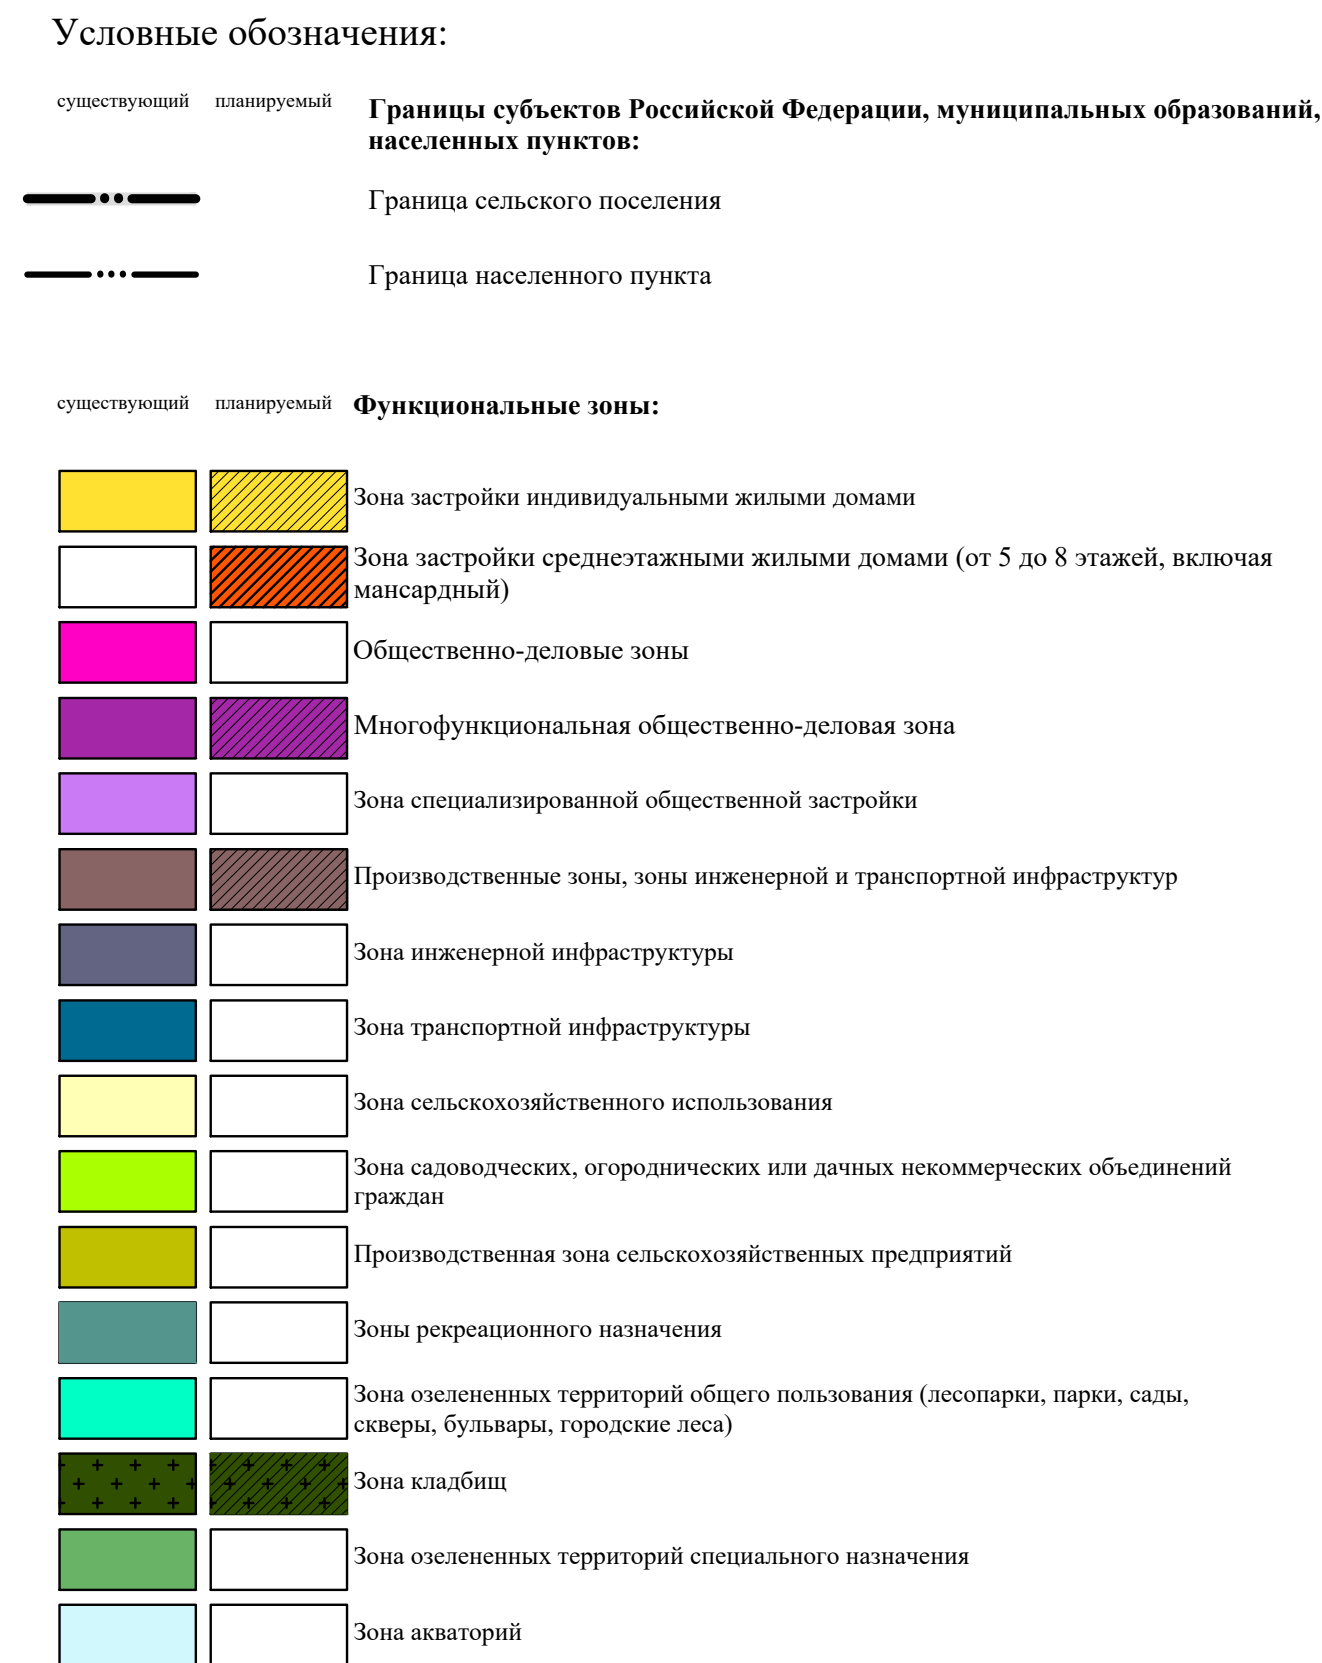 Условные обозначения:
существующий планируемый Границы субъектов Российской Федерации, муниципальных образований,
населенных пунктов:
Граница сельского поселения
Граница населенного пункта
существующий планируемый Функциональные зоны:
Зона застройки индивидуальными жилыми домами
Зона застройки среднеэтажными жилыми домами (от 5 до 8 этажей, включая
мансардный)
Общественно-деловые зоны
Многофункциональная общественно-деловая зона
Зона специализированной общественной застройки
Производственные зоны, зоны инженерной и транспортной инфраструктур
Зона инженерной инфраструктуры
Зона транспортной инфраструктуры
Зона сельскохозяйственного использования
Зона садоводческих, огороднических или дачных некоммерческих объединений
граждан
Производственная зона сельскохозяйственных предприятий
Зоны рекреационного назначения
Зона озелененных территорий общего пользования (лесопарки, парки, сады,
скверы, бульвары, городские леса)
Зона кладбищ
Зона озелененных территорий специального назначения
Зона акваторий